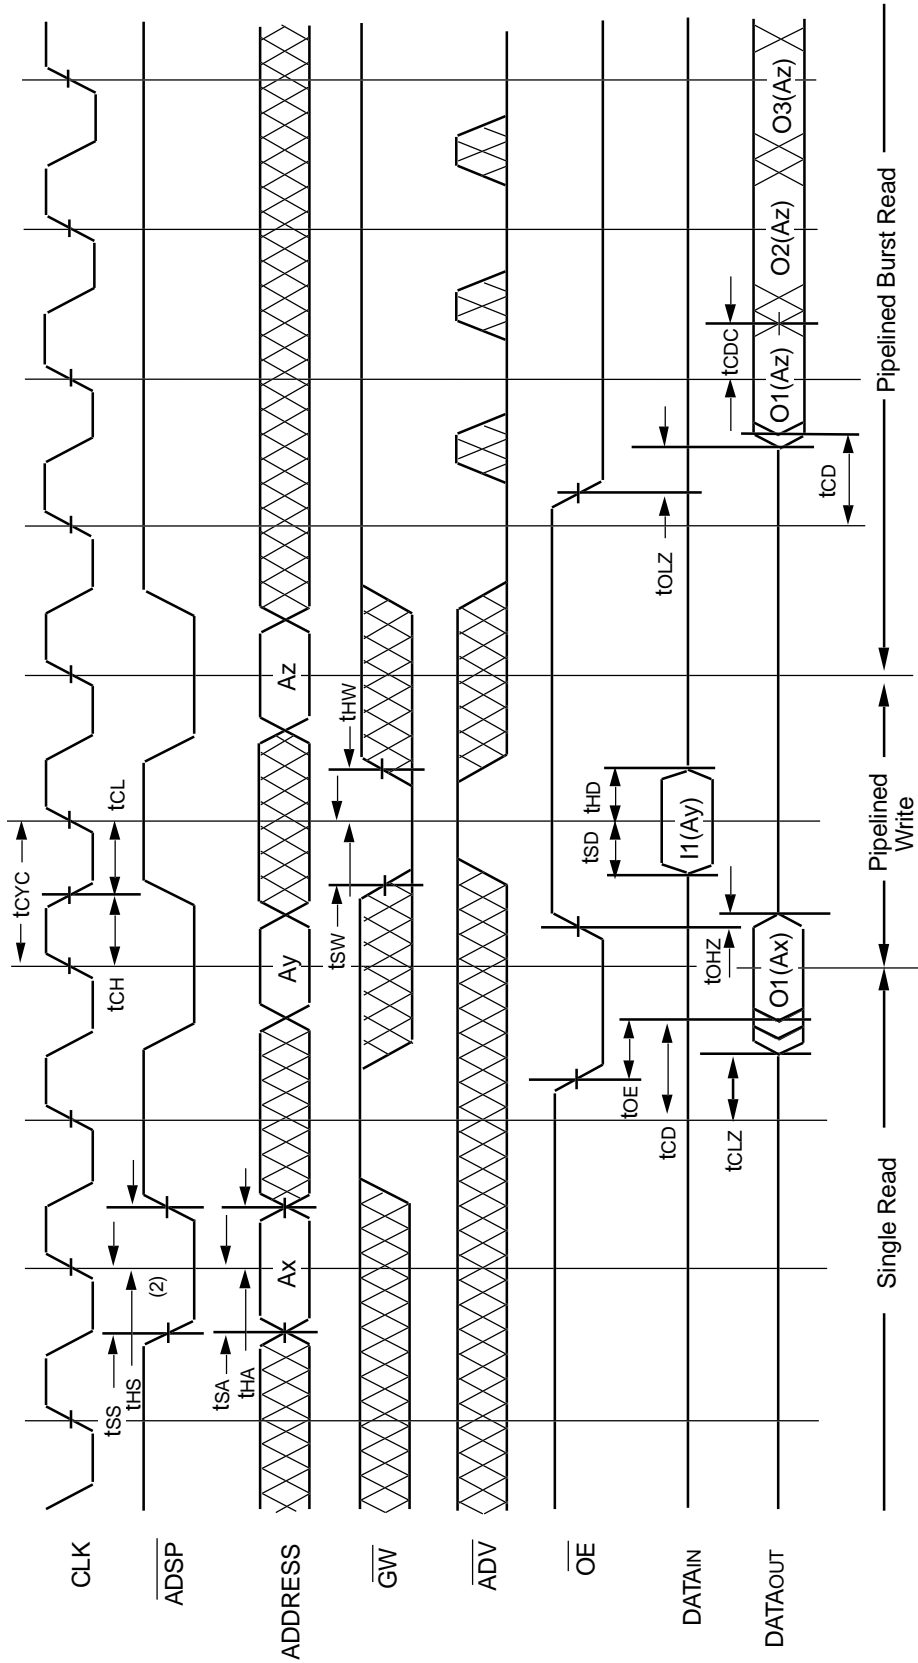 tCYC
tCH
tCL
tSS
tHS
(2)
tSA
tHA
Ax
Ay
Az
tSW
tHW
tOE
tOHZ
tOLZ
tSD
tHD
I1(Ay)
tCD
tCLZ
O1(Ax)
tCDC
tCD
O1(Az)
O2(Az)
O3(Az)
CLK
ADSP
ADDRESS
GW
ADV
OE
DATAIN
DATAOUT
Single Read
Pipelined
Write
Pipelined Burst Read